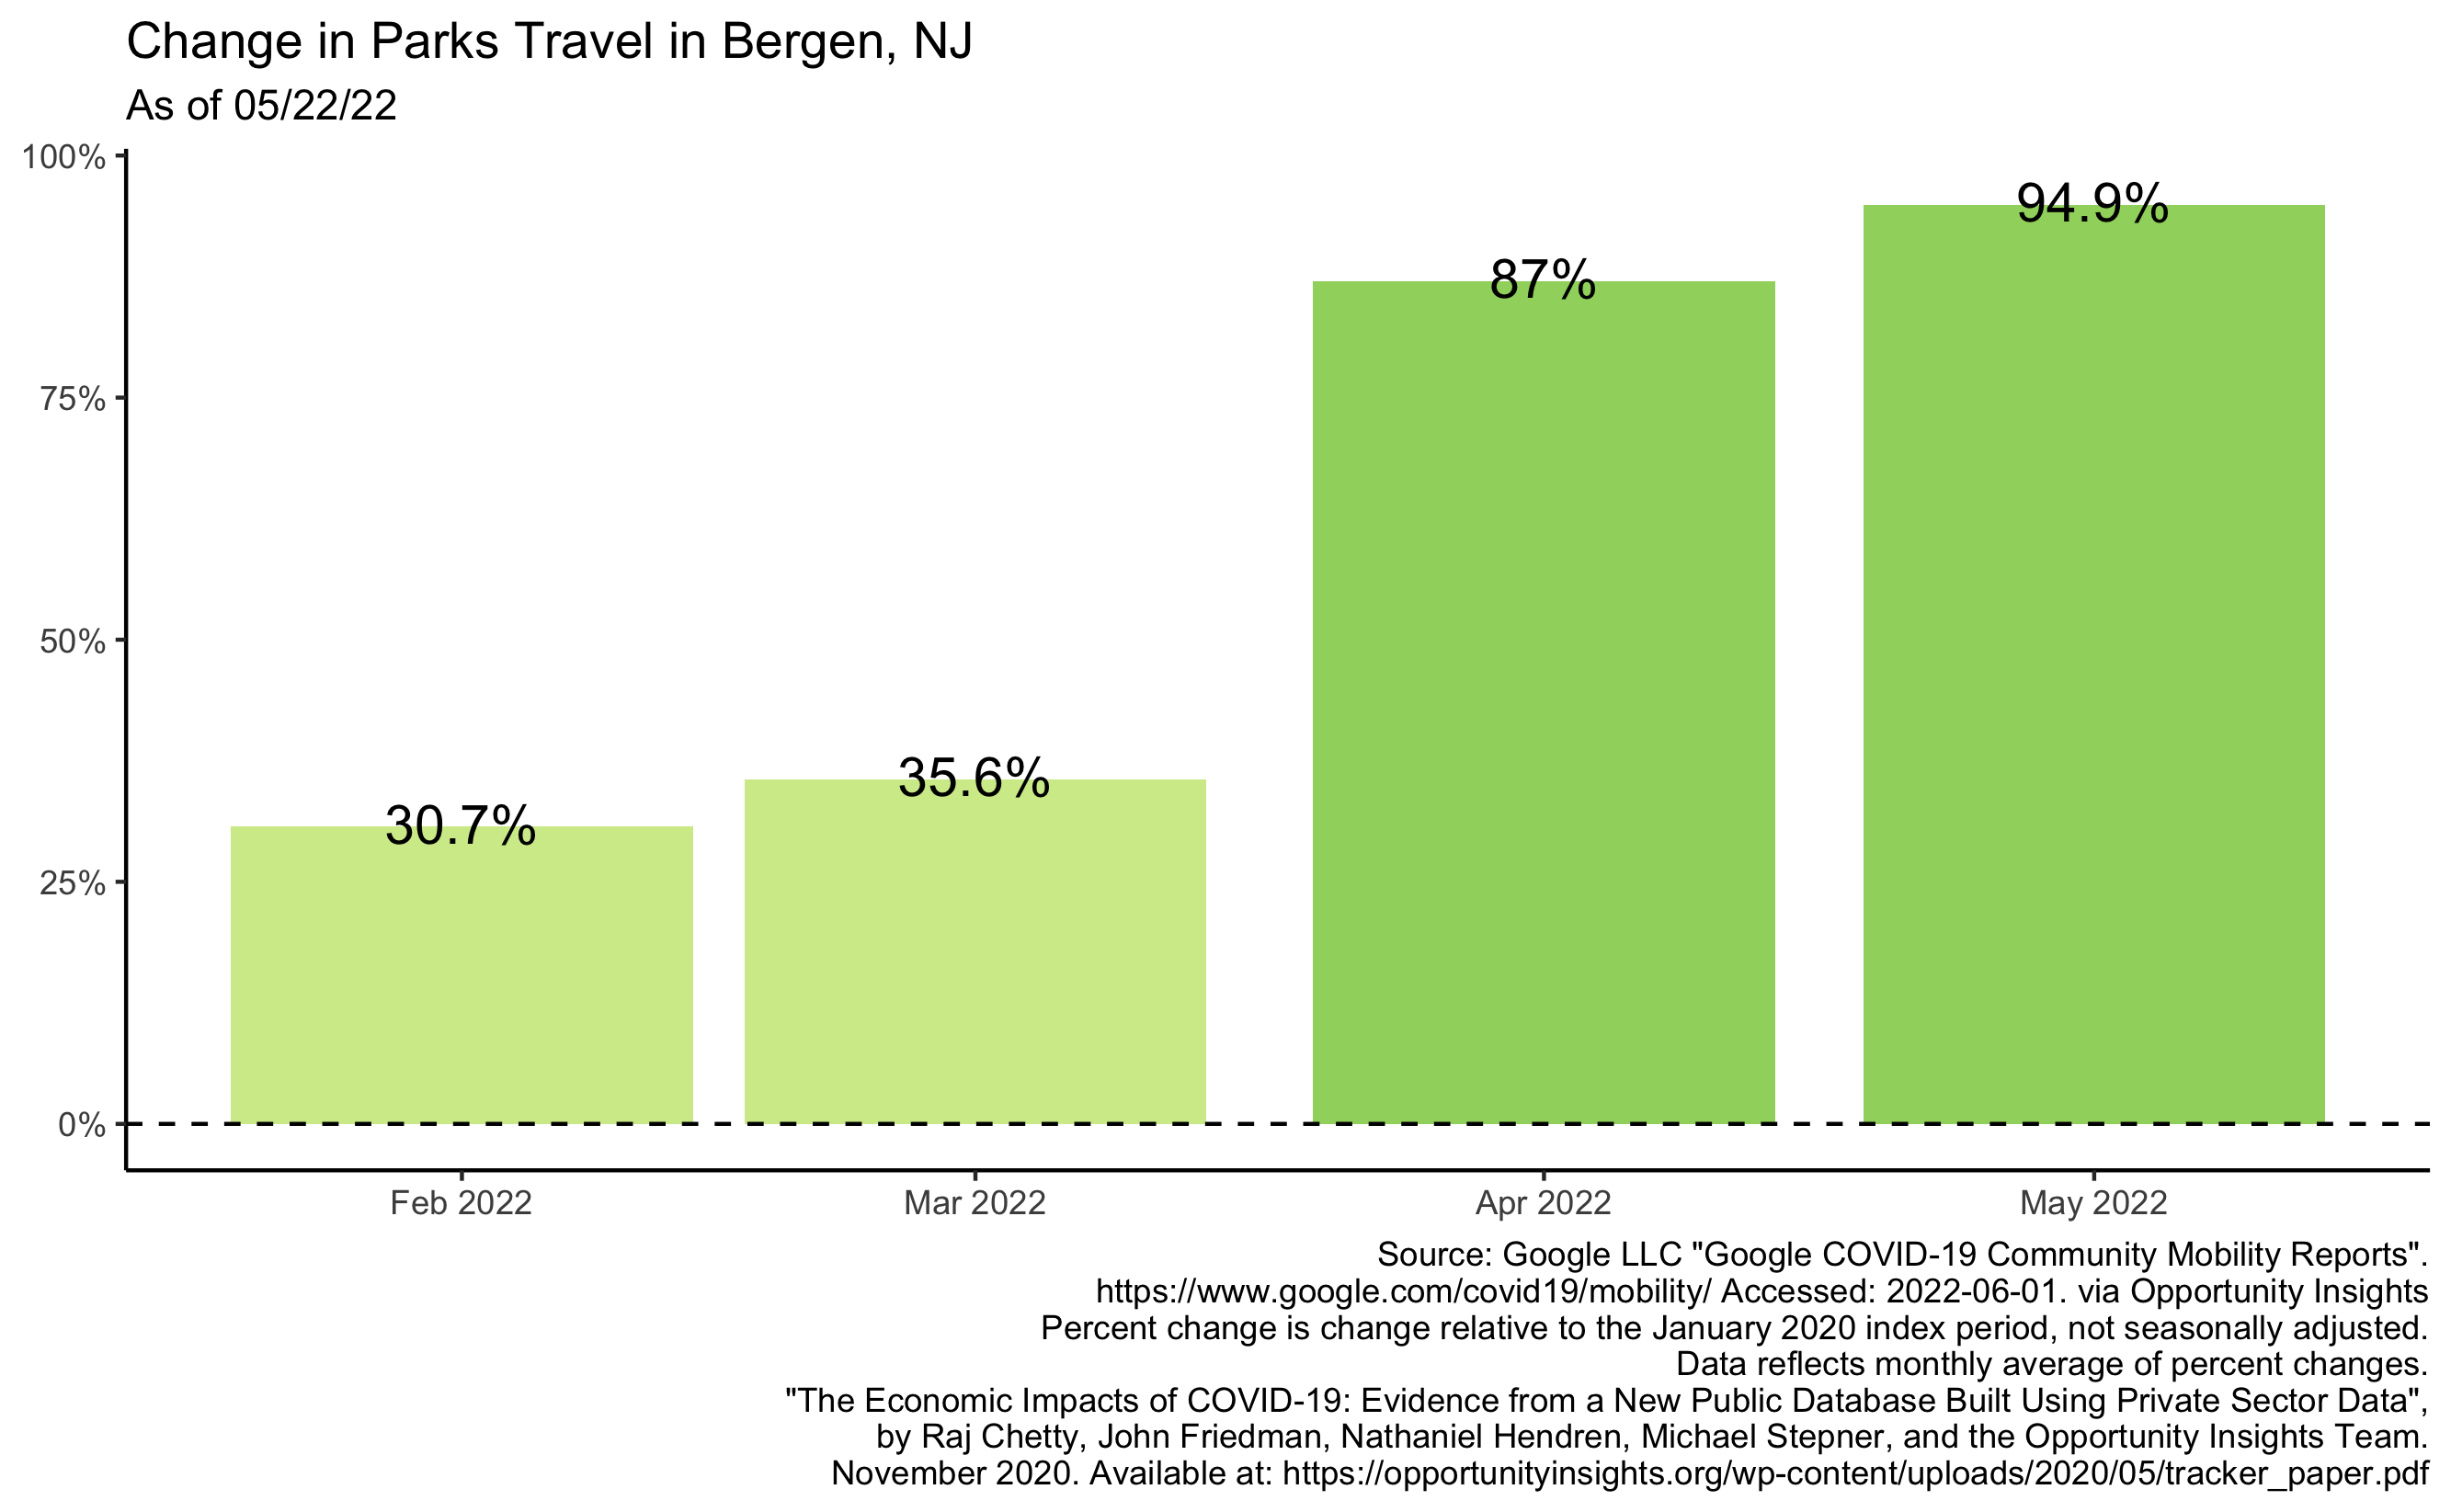 Change in Parks Travel in Bergen, NJ
As of 05/22/22
100%
75%
50%
25%
0%
30.7%
35.6%
87%
94.9%
Feb 2022
Mar 2022
Apr 2022
May 2022
Source: Google LLC "Google COVID-19 Community Mobility Reports".
https://www.google.com/covid19/mobility/ Accessed: 2022-06-01. via Opportunity Insights
Percent change is change relative to the January 2020 index period, not seasonally adjusted.
Data reflects monthly average of percent changes.
"The Economic Impacts of COVID-19: Evidence from a New Public Database Built Using Private Sector Data",
by Raj Chetty, John Friedman, Nathaniel Hendren, Michael Stepner, and the Opportunity Insights Team.
November 2020. Available at: https://opportunityinsights.org/wp-content/uploads/2020/05/tracker_paper.pdf